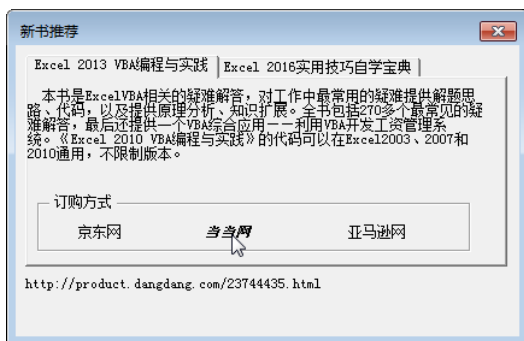 新书推荐
Excel 2013 VBA编程与实践 Excel 2016实用技巧自学宝典
本书是ExcelVBA相关的疑难解答，对工作中最常用的疑难提供解题思
路、代码，以及提供原理分析、知识扩展。全书包括270多个最常见的疑
难解答，最后还提供一个VBA综合应用——利用VBA开发工资管理系
统。《Excel 2010 VBA编程与实践》的代码可以在Excel2003、2007和
2010通用，不限制版本。
订购方式
京东网 当当网 亚马逊网
http://product.dangdang.com/23744435.html